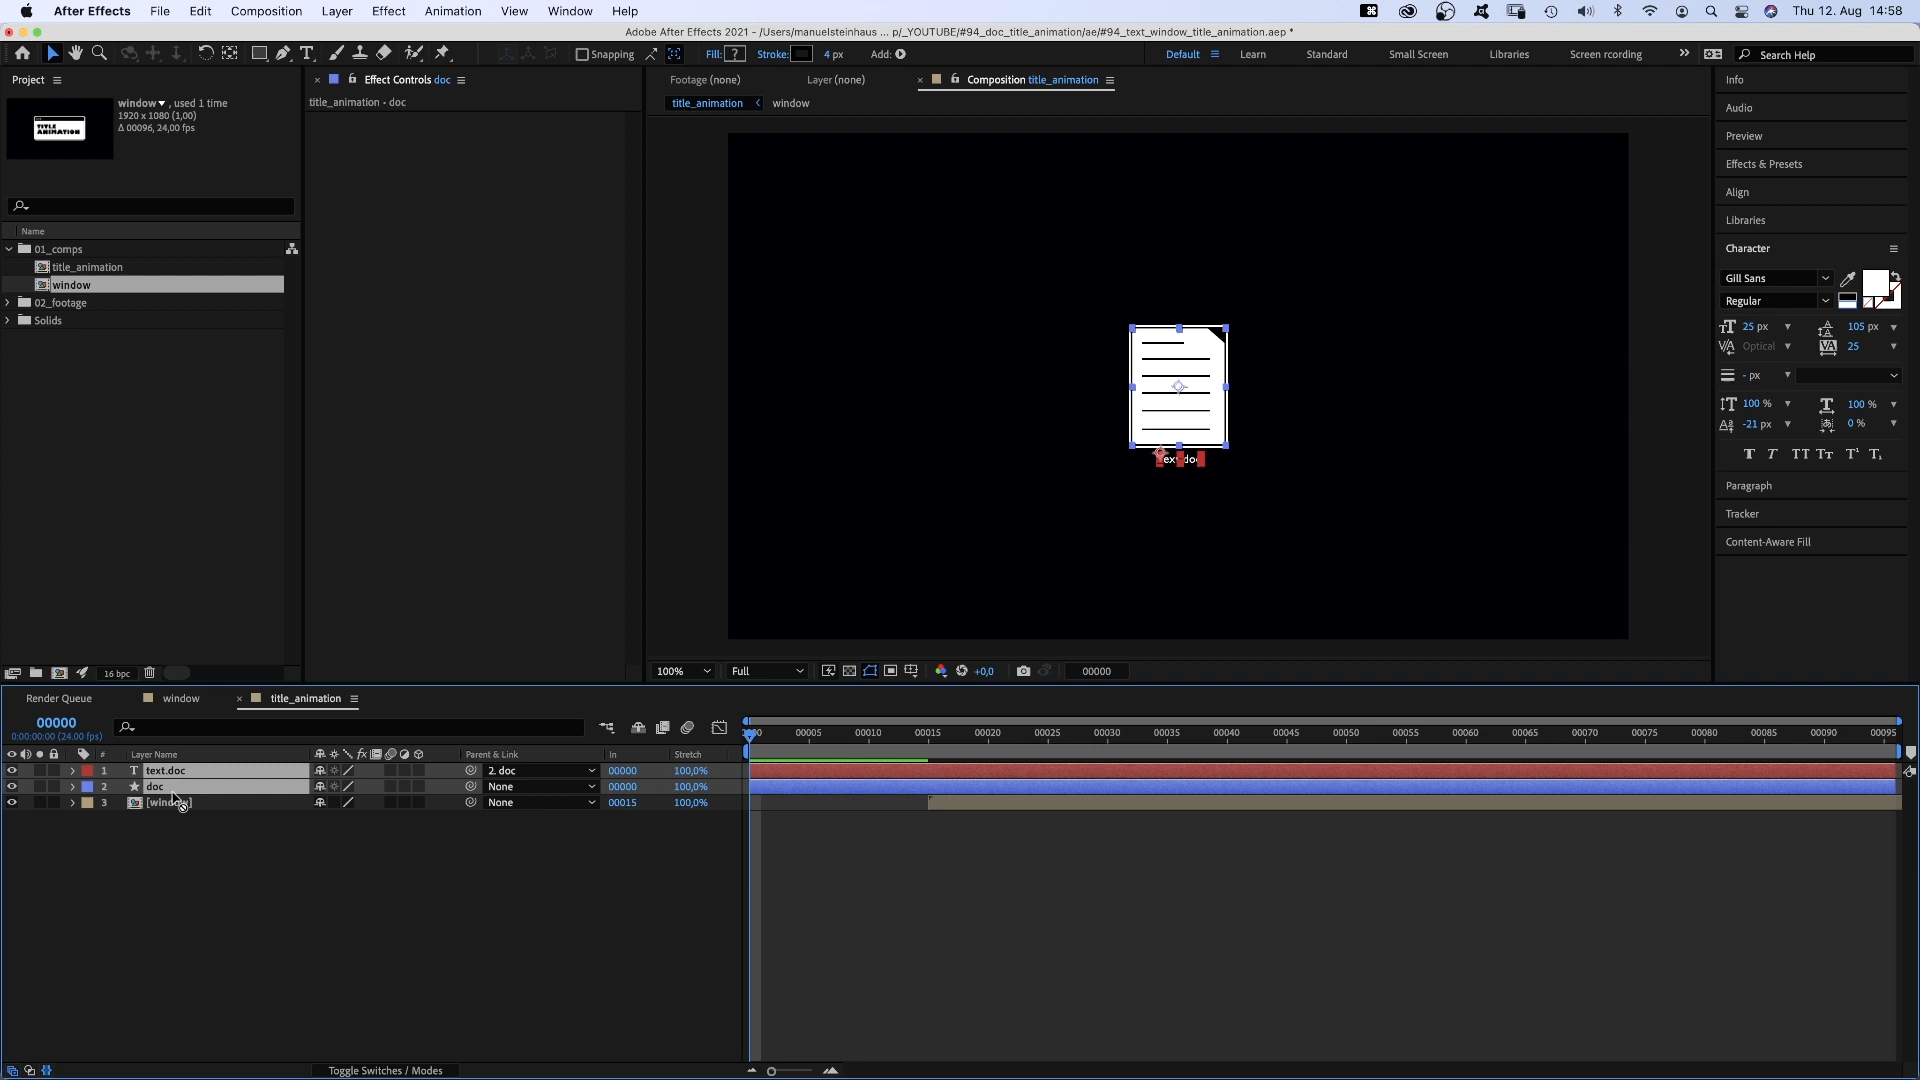 After Effects File Edit Composition Layer Effect Animation View Window Help Thu 12. Aug 14:58
Adobe After Effects 2021 - /Users/manuelsteinhaus ... p/_YOUTUBE/#94_doc_title_animation/ae/#94_text_window_title_animation.aep *
Snapping Fill: ? Stroke: 4 px Add: Default Learn Standard Small Screen Libraries Screen recording Search Help
Project Effect Controls doc Footage (none) Layer (none) Composition title_animation Info
title_animation - doc title_animation window
window , used 1 time
1920 x 1080 (1,00)
Δ 00096, 24,00 fps
TITLE
ANIMATION
Name
01_comps
title_animation
window
02_footage
Solids
Audio
Preview
Effects & Presets
Align
Libraries
Character
Gill Sans
Regular
25 px 105 px
Optical 25
- px
100 % 100 %
-21 px 0 %
T T TT Tr T¹ T₁
Paragraph
Tracker
Content-Aware Fill
16 bpc 100% Full +0,0 00000
Render Queue window title_animation
00000
0:00:00:00 (24.00 fps)
00005 00010 00015 00020 00025 00030 00035 00040 00045 00050 00055 00060 00065 00070 00075 00080 00085 00090 00095
# Layer Name Parent & Link In Stretch
1 text.doc 2. doc 00000 100,0%
2 doc None 00000 100,0%
3 [window] None 00015 100,0%
Toggle Switches / Modes